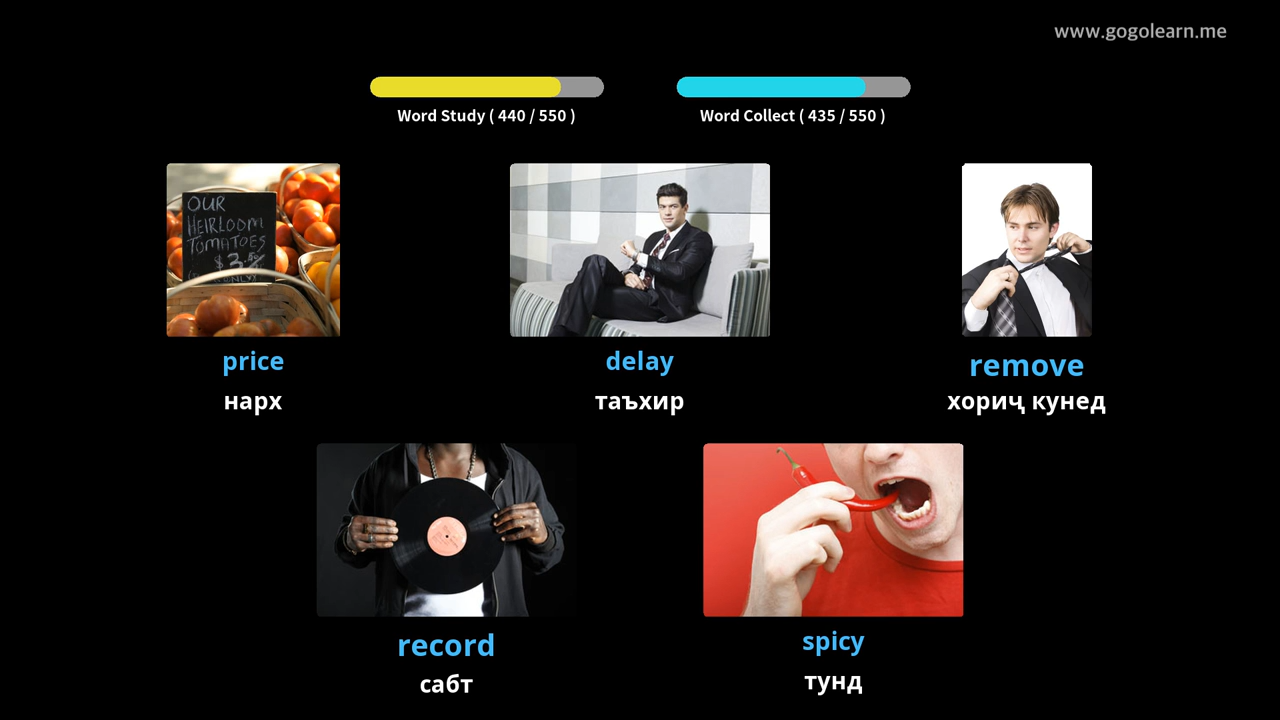 www.gogolearn.me
Word Study ( 440 / 550 )
Word Collect ( 435 / 550 )
OUR
HEIRLOOM
TOMATOES
price
delay
remove
нарх
таъхир
хориҷ кунед
record
spicy
сабт
тунд